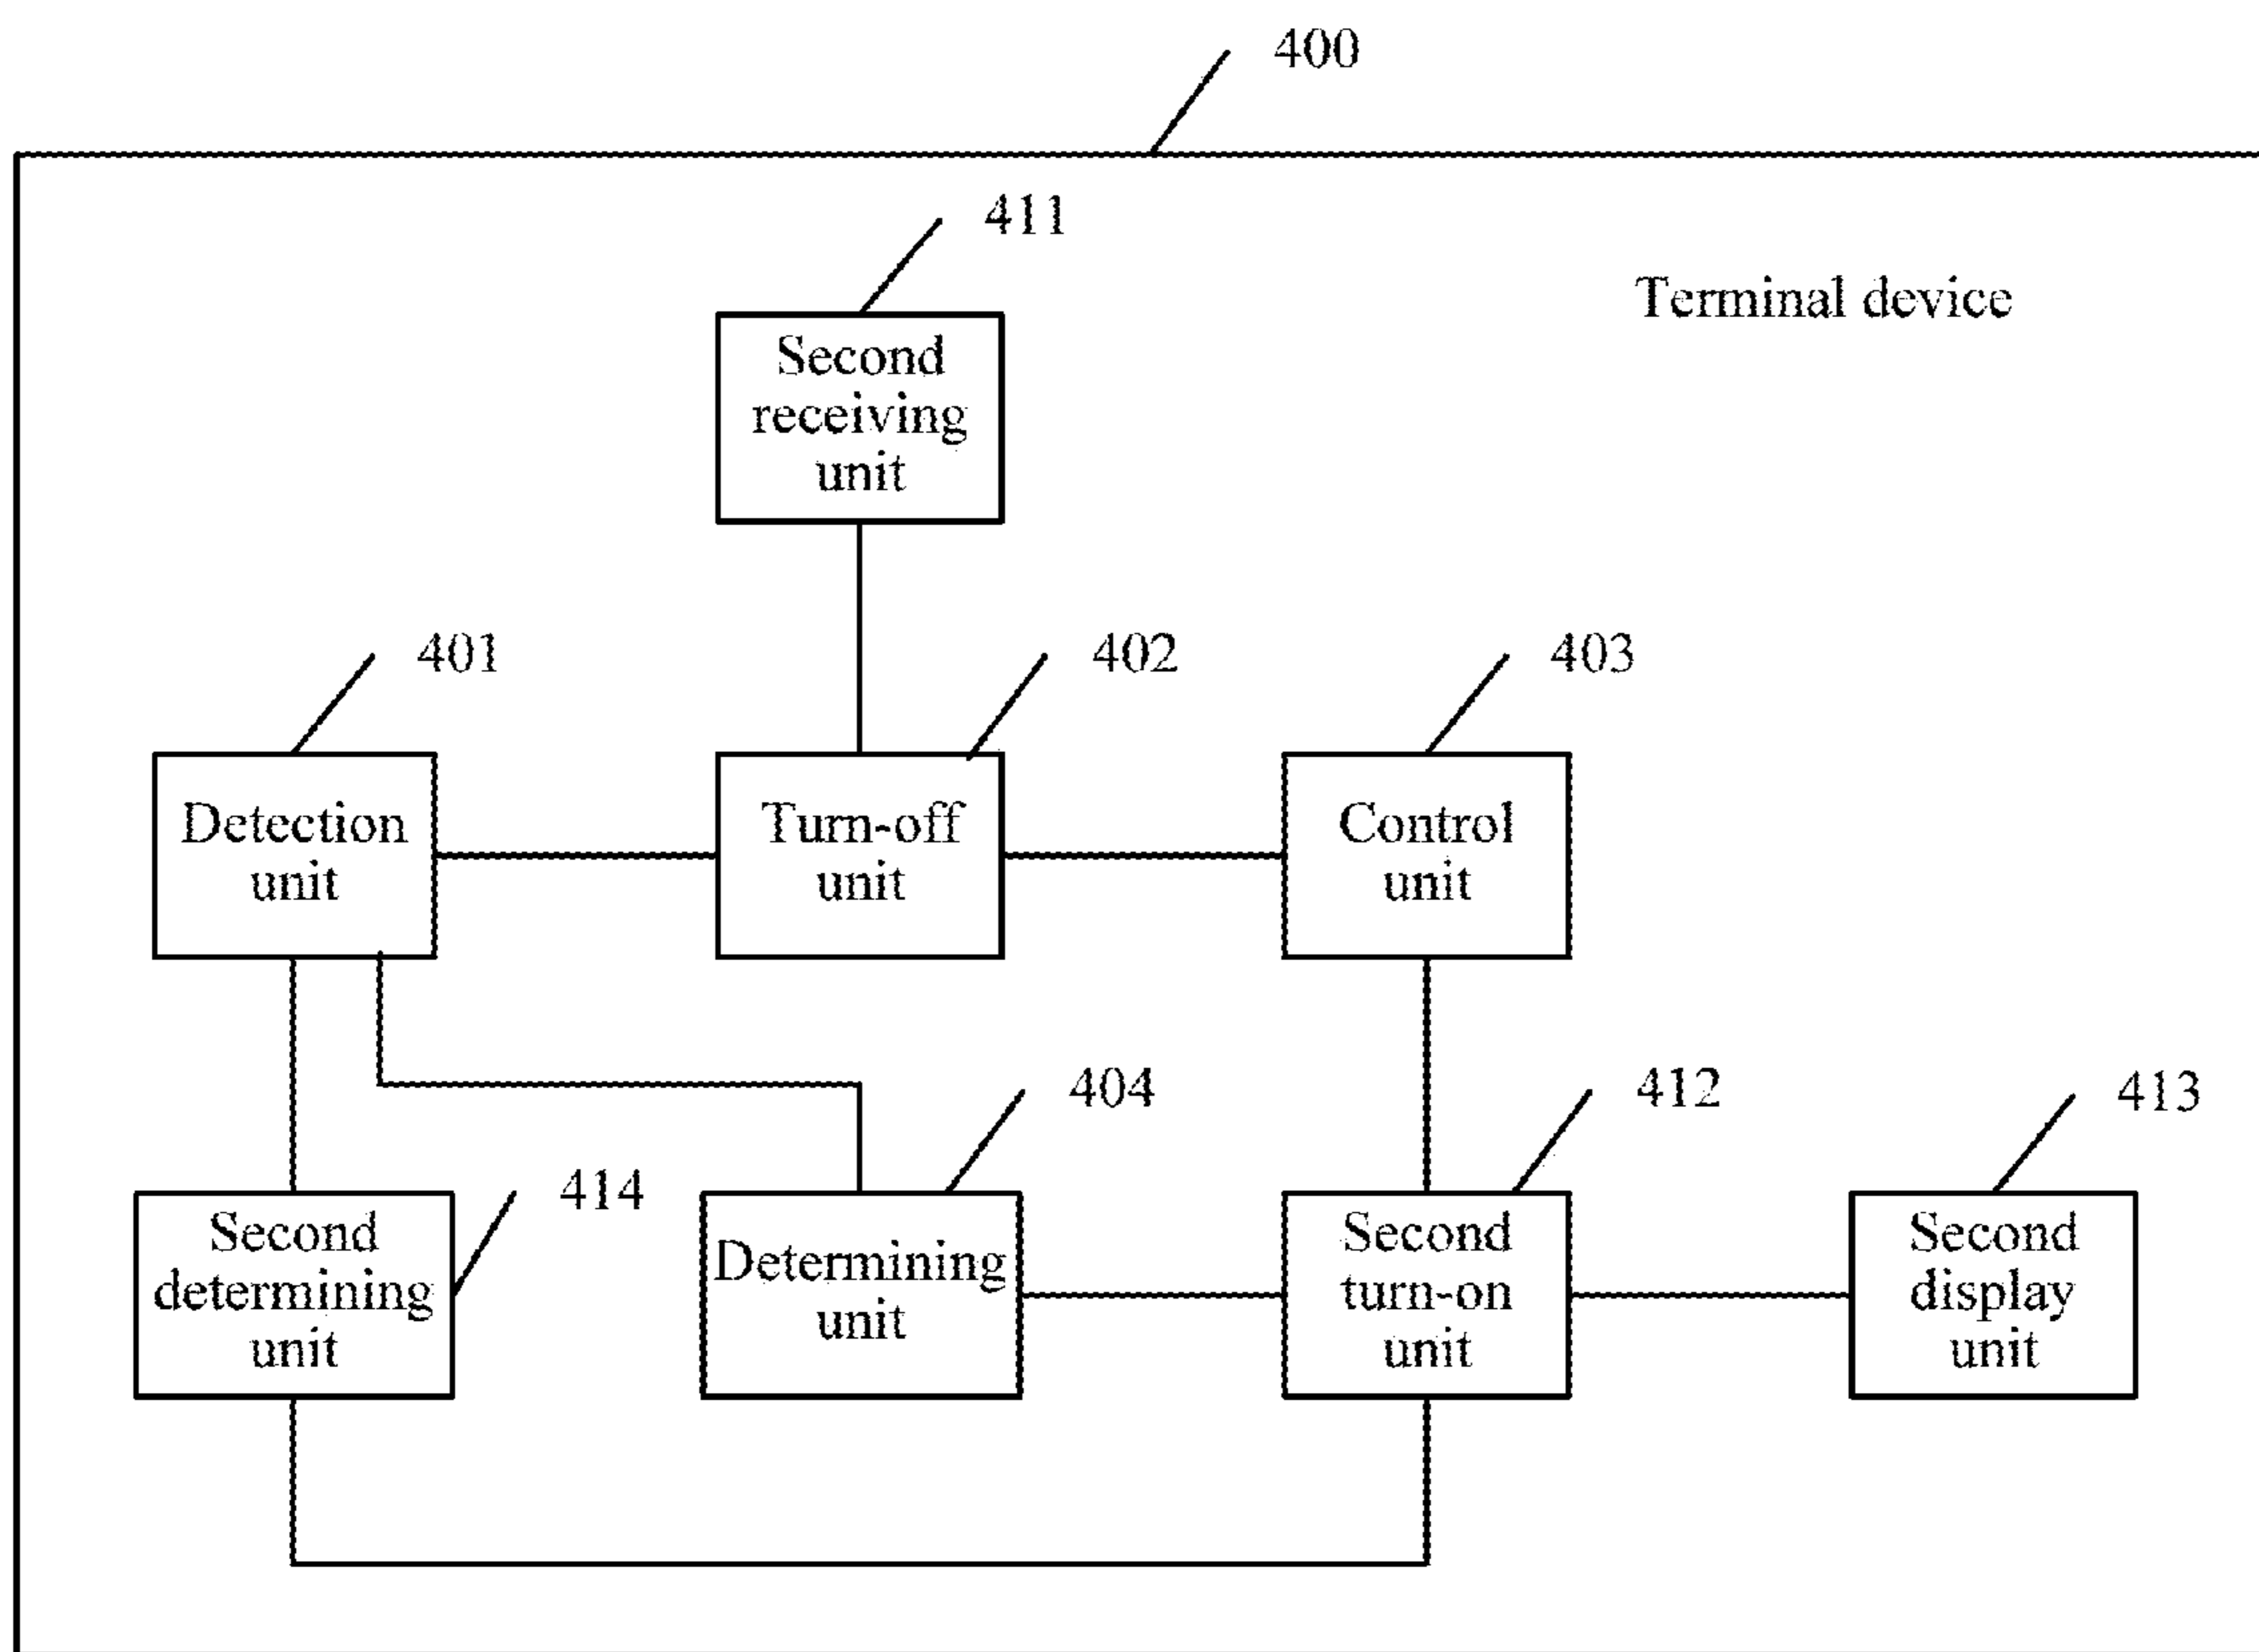 400
411
Terminal device
Second
receiving
unit
401
402
403
Detection
unit
Turn-off
unit
Control
unit
404
412
413
414
Second
determining
unit
Determining
unit
Second
turn-on
unit
Second
display
unit